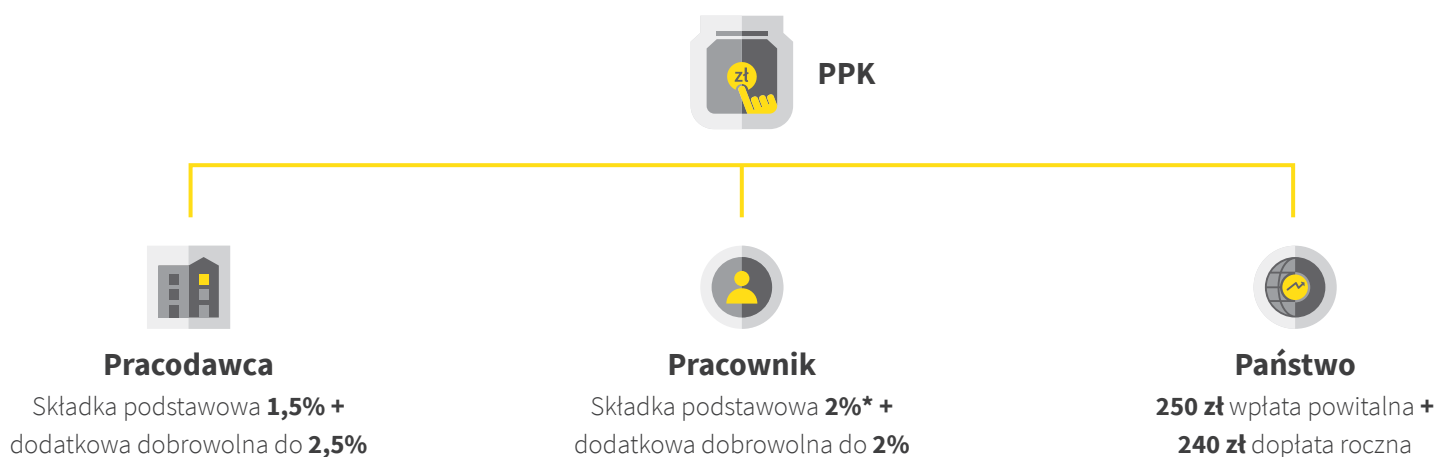 zł
PPK
Pracodawca
Składka podstawowa 1,5% +
dodatkowa dobrowolna do 2,5%
Pracownik
Składka podstawowa 2%* +
dodatkowa dobrowolna do 2%
Państwo
250 zł wpłata powitalna +
240 zł dopłata roczna